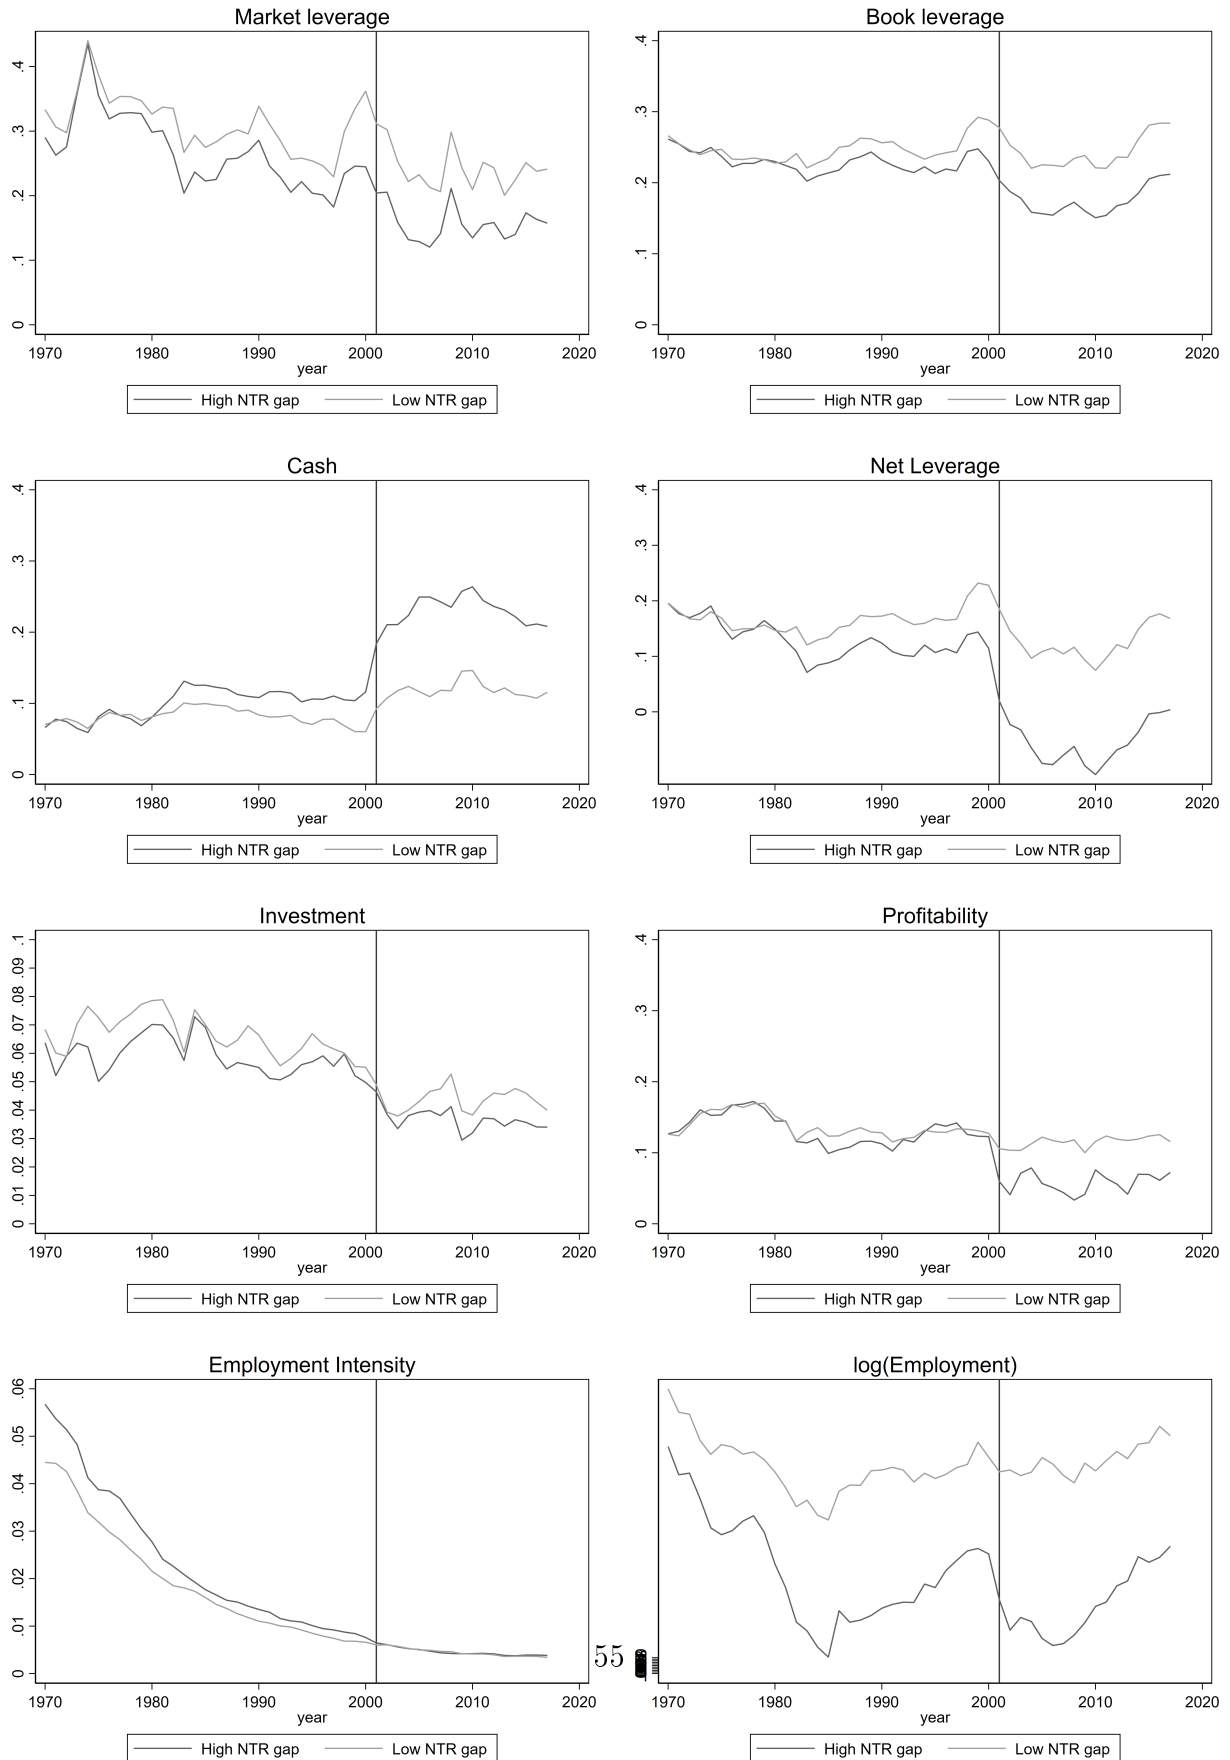 Market leverage
Book leverage
.4
.3
.2
.1
0
1970 1980 1990 2000 2010 2020
year
High NTR gap Low NTR gap
.4
.3
.2
.1
0
1970 1980 1990 2000 2010 2020
year
High NTR gap Low NTR gap
Cash
Net Leverage
.4
.3
.2
.1
0
1970 1980 1990 2000 2010 2020
year
High NTR gap Low NTR gap
.4
.3
.2
.1
0
1970 1980 1990 2000 2010 2020
year
High NTR gap Low NTR gap
Investment
Profitability
.1
.09
.08
.07
.06
.05
.04
.03
.02
.01
0
1970 1980 1990 2000 2010 2020
year
High NTR gap Low NTR gap
.4
.3
.2
.1
0
1970 1980 1990 2000 2010 2020
year
High NTR gap Low NTR gap
Employment Intensity
log(Employment)
.06
.05
.04
.03
.02
.01
0
1970 1980 1990 2000 2010 2020
year
High NTR gap Low NTR gap
55
1970 1980 1990 2000 2010 2020
year
High NTR gap Low NTR gap